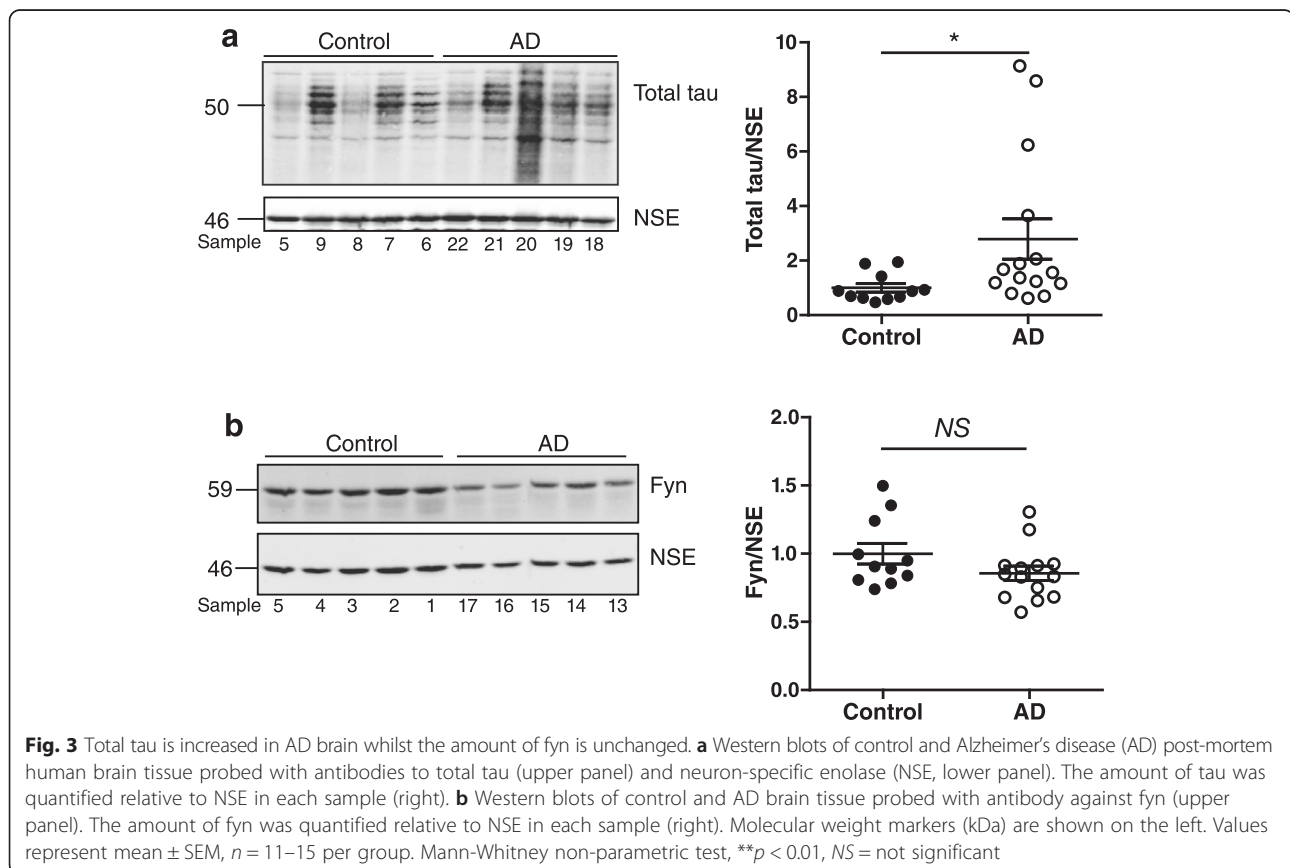 a
Control AD
50
Total tau
46
NSE
Sample 5 9 8 7 6 22 21 20 19 18
*
Total tau/NSE
10
8
6
4
2
0
Control AD
b
Control AD
59
Fyn
46
NSE
Sample 5 4 3 2 1 17 16 15 14 13
NS
Fyn/NSE
2.0
1.5
1.0
0.5
0.0
Control AD
Fig. 3 Total tau is increased in AD brain whilst the amount of fyn is unchanged. a Western blots of control and Alzheimer's disease (AD) post-mortem
human brain tissue probed with antibodies to total tau (upper panel) and neuron-specific enolase (NSE, lower panel). The amount of tau was
quantified relative to NSE in each sample (right). b Western blots of control and AD brain tissue probed with antibody against fyn (upper
panel). The amount of fyn was quantified relative to NSE in each sample (right). Molecular weight markers (kDa) are shown on the left. Values
represent mean ± SEM, n = 11–15 per group. Mann-Whitney non-parametric test, **p < 0.01, NS = not significant